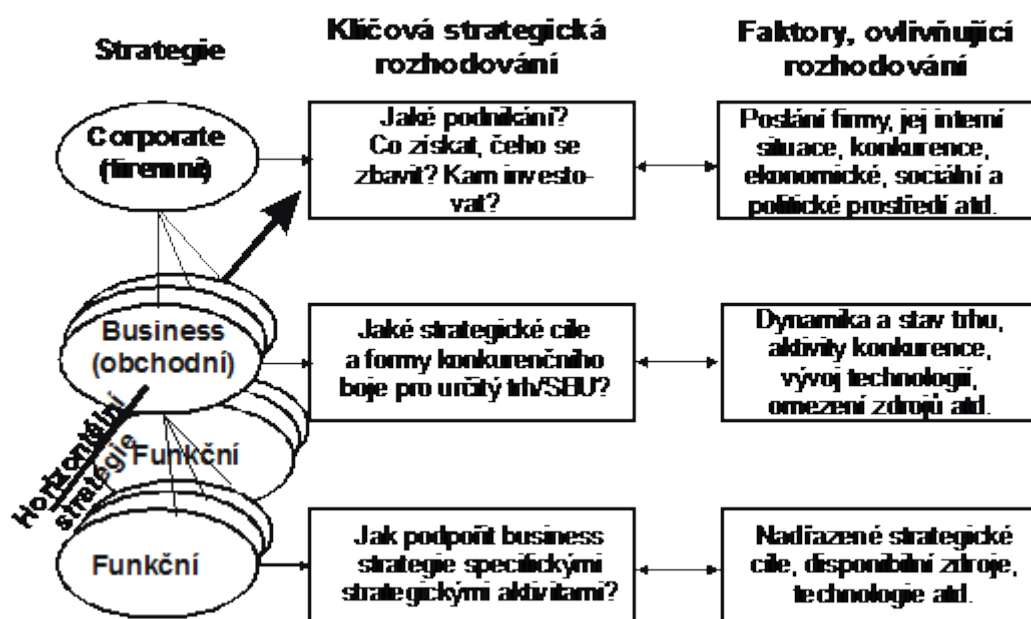 Strategie
Klíčová strategická
rozhodování
Faktory, ovlivňující
rozhodování
Corporate
(firemní)
Jaké podnikání?
Co získat, čeho se
zbavit? Kam investo-
vat?
Poslání firmy, její interní
situace, konkurence,
ekonomické, sociální a
politické prostředí atd.
Business
(obchodní)
Jaké strategické cíle
a formy konkurenčního
boje pro určitý trh/SBU?
Dynamika a stav trhu,
aktivity konkurence,
vývoj technologií,
omezení zdrojů atd.
Horizontální
strategie
Funkční
Funkční
Jak podpořit business
strategie specifickými
strategickými aktivitami?
Nadřazené strategické
cíle, disponibilní zdroje,
technologie atd.